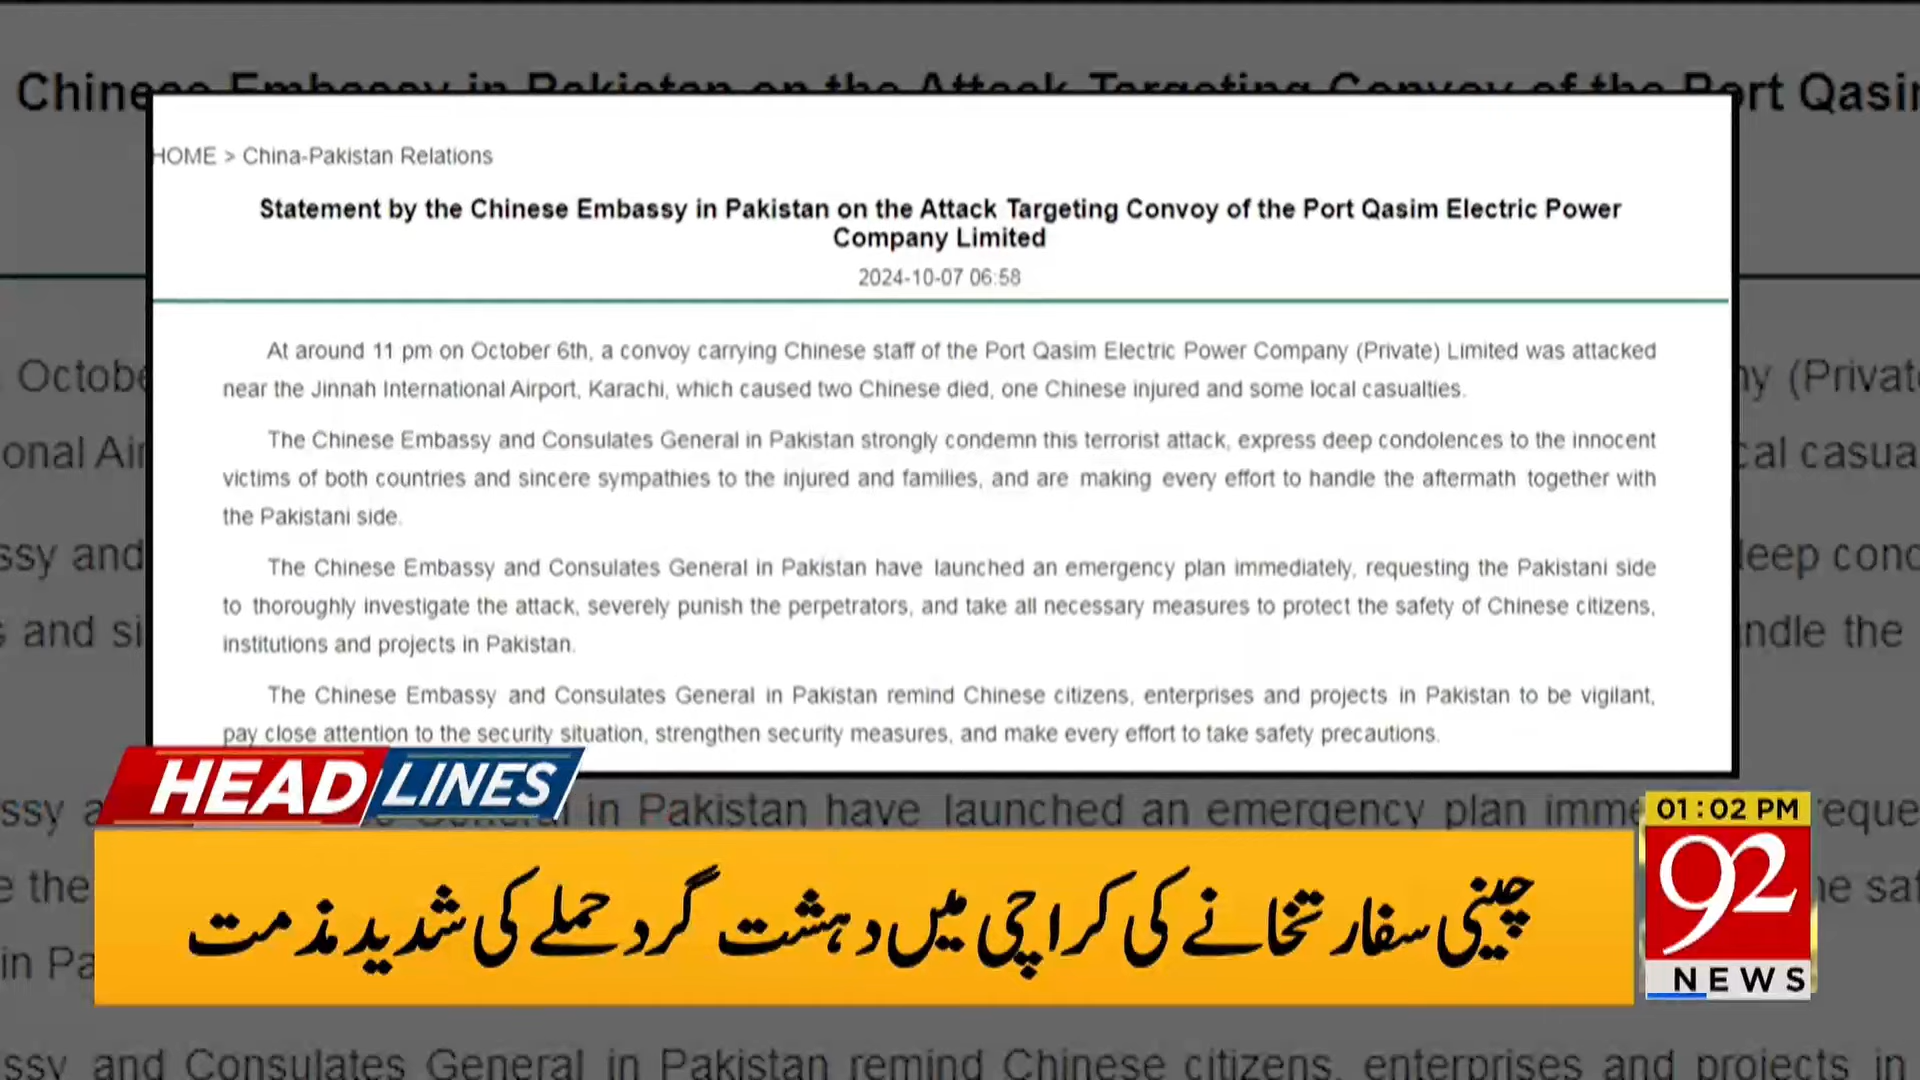 HOME > China-Pakistan Relations
Statement by the Chinese Embassy in Pakistan on the Attack Targeting Convoy of the Port Qasim Electric Power
Company Limited
2024-10-07 06:58
At around 11 pm on October 6th, a convoy carrying Chinese staff of the Port Qasim Electric Power Company (Private) Limited was attacked
near the Jinnah International Airport, Karachi, which caused two Chinese died, one Chinese injured and some local casualties.
The Chinese Embassy and Consulates General in Pakistan strongly condemn this terrorist attack, express deep condolences to the innocent
victims of both countries and sincere sympathies to the injured and families, and are making every effort to handle the aftermath together with
the Pakistani side.
The Chinese Embassy and Consulates General in Pakistan have launched an emergency plan immediately, requesting the Pakistani side
to thoroughly investigate the attack, severely punish the perpetrators, and take all necessary measures to protect the safety of Chinese citizens,
institutions and projects in Pakistan.
The Chinese Embassy and Consulates General in Pakistan remind Chinese citizens, enterprises and projects in Pakistan to be vigilant,
pay close attention to the security situation, strengthen security measures, and make every effort to take safety precautions.
HEADLINES
چینی سفارتخانے کی کراچی میں دہشت گرد حملے کی شدید مذمت
01:02 PM
92
NEWS